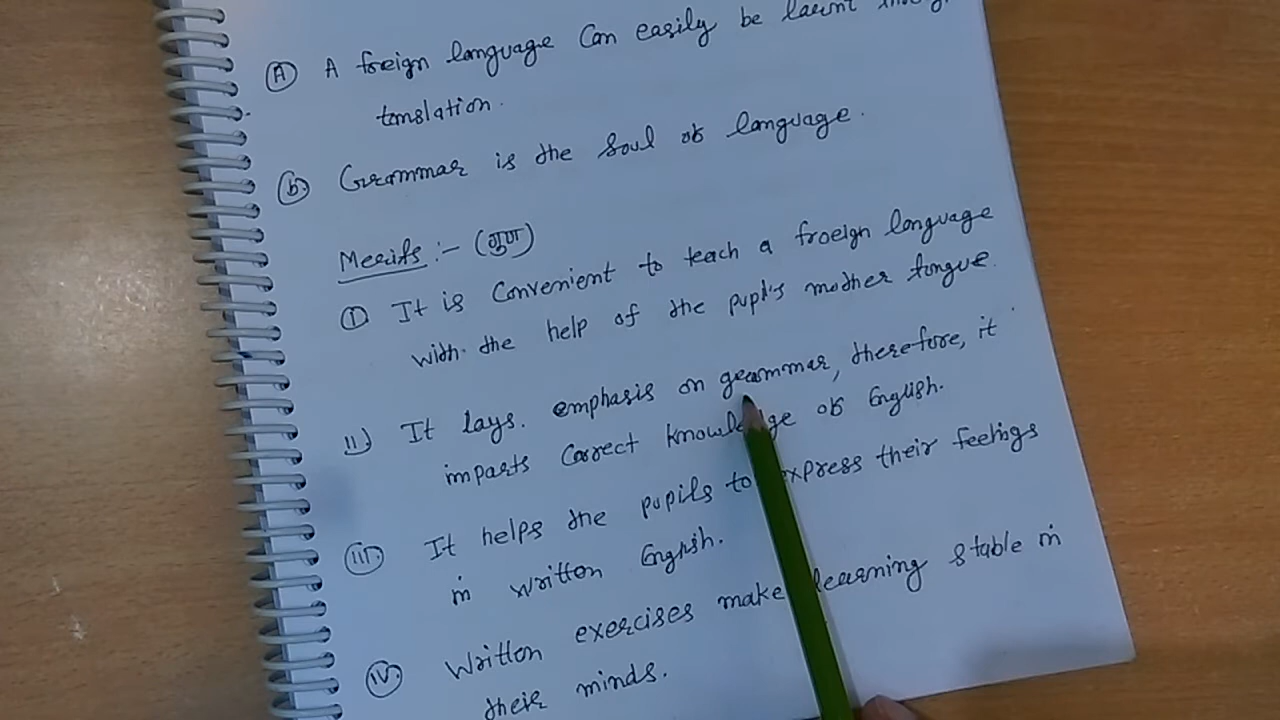 (A) A foreign language Can easily be laernt
tanslation.
(b) Grammar is the Soul of language.
Merits :- (गुण)
(I) It is Convenient to teach a froeign language
with the help of the pupil's mother tongue.
II) It lays emphasis on grammar, therefore, it
imparts Correct knowledge of English.
(III) It helps the pupils to express their feelings
in written English.
(IV) Written exercises make learning stable in
their minds.